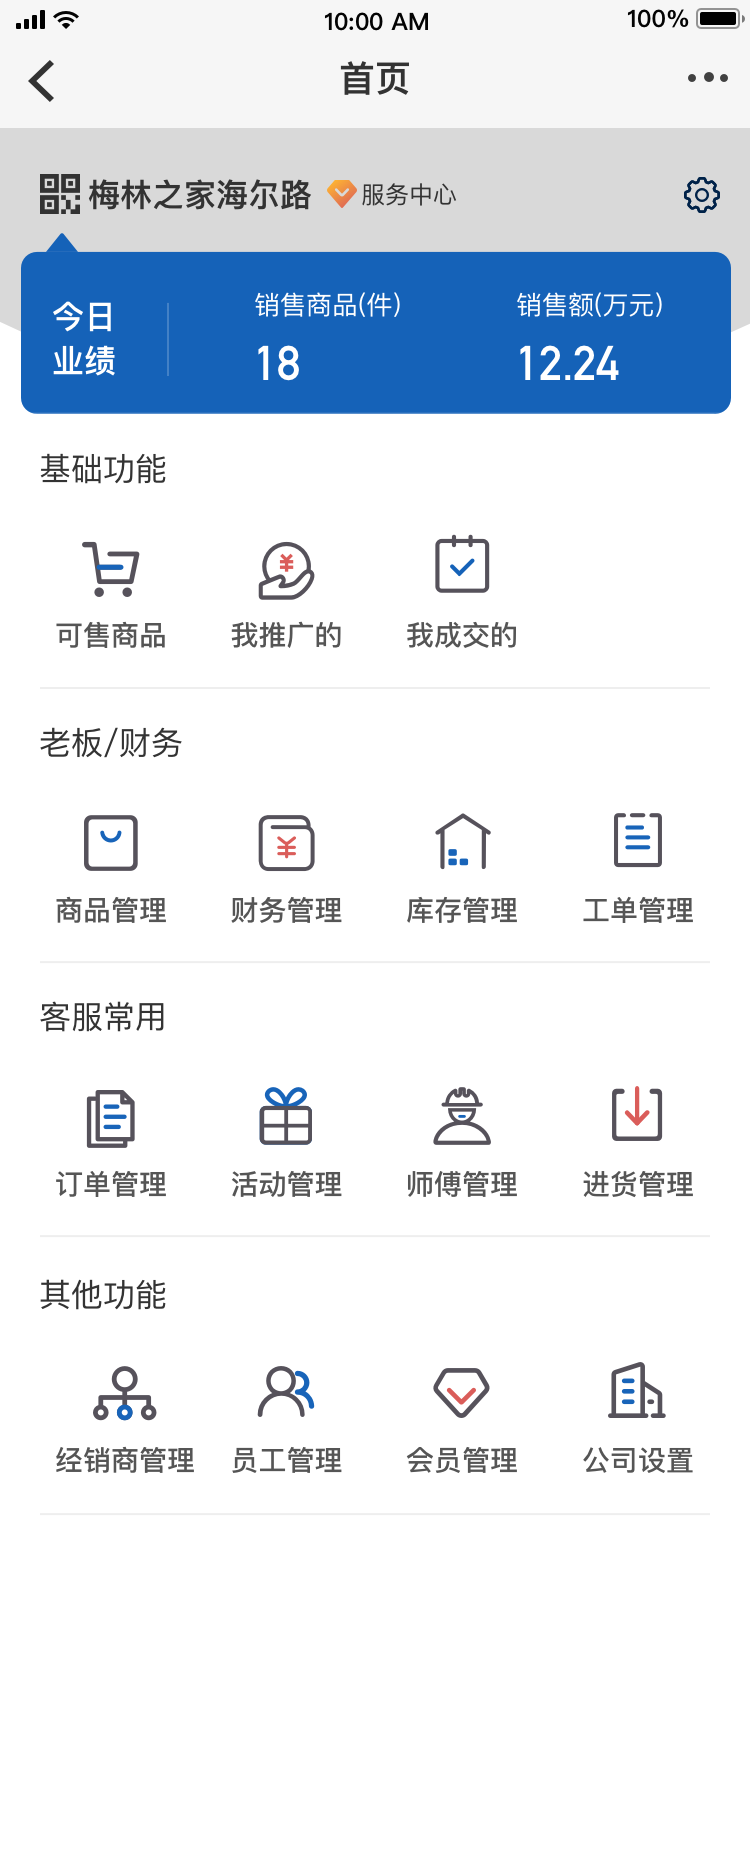 10:00 AM
100%
首页
梅林之家海尔路 服务中心
今日
业绩
销售商品(件) 销售额(万元)
18 12.24
基础功能
可售商品 我推广的 我成交的
老板/财务
商品管理 财务管理 库存管理 工单管理
客服常用
订单管理 活动管理 师傅管理 进货管理
其他功能
经销商管理 员工管理 会员管理 公司设置